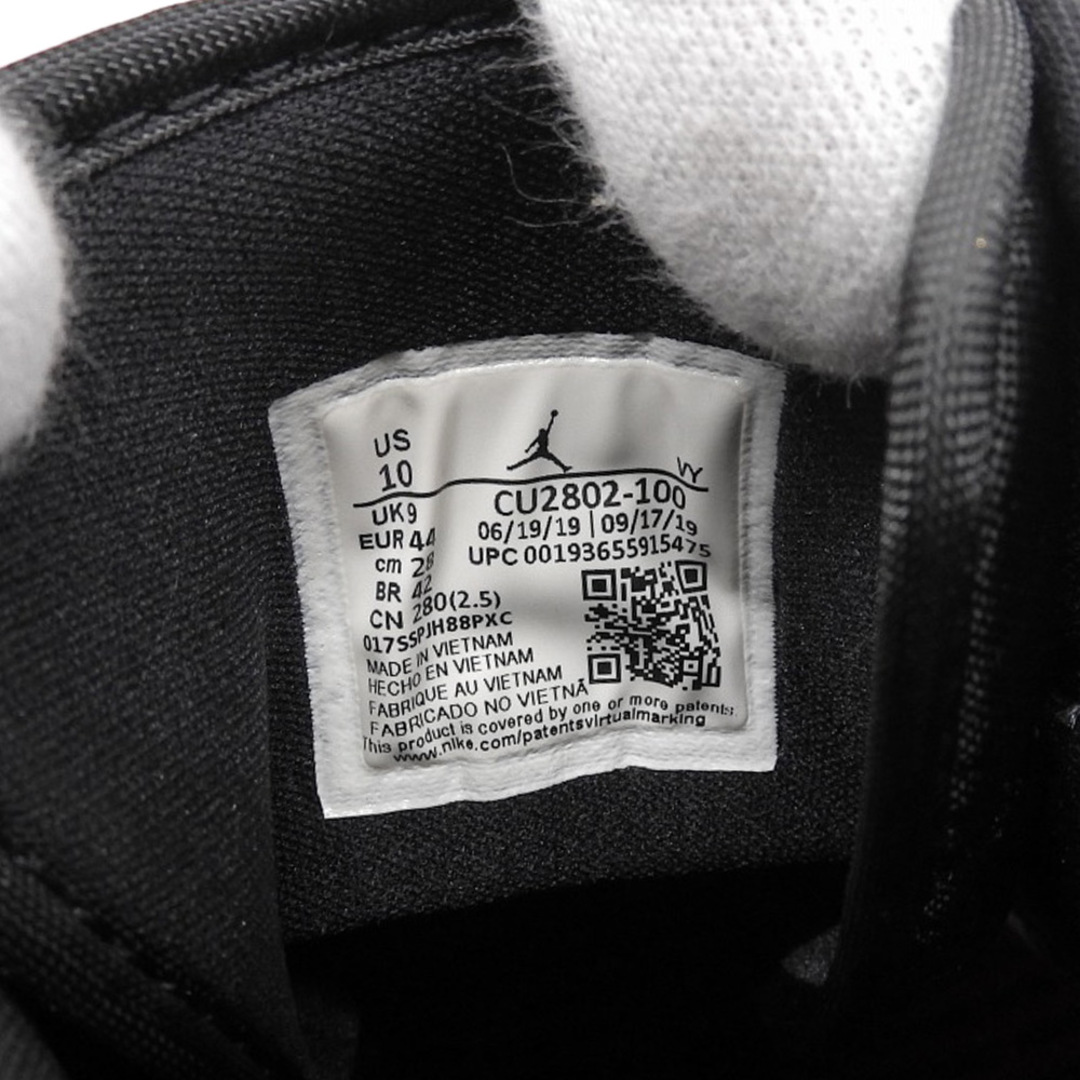 US
10
VY
UK 9
CU2802-100
EUR 44
06/19/19 | 09/17/19
cm 28
UPC 00193655915475
BR 42
CN 280(2.5)
017SSPJH88PXC
MADE IN VIETNAM
HECHO EN VIETNAM
FABRIQUE AU VIETNAM
FABRICADO NO VIETNÃ
This product is covered by one or more patents.
www.nike.com/patentsvirtualmarking